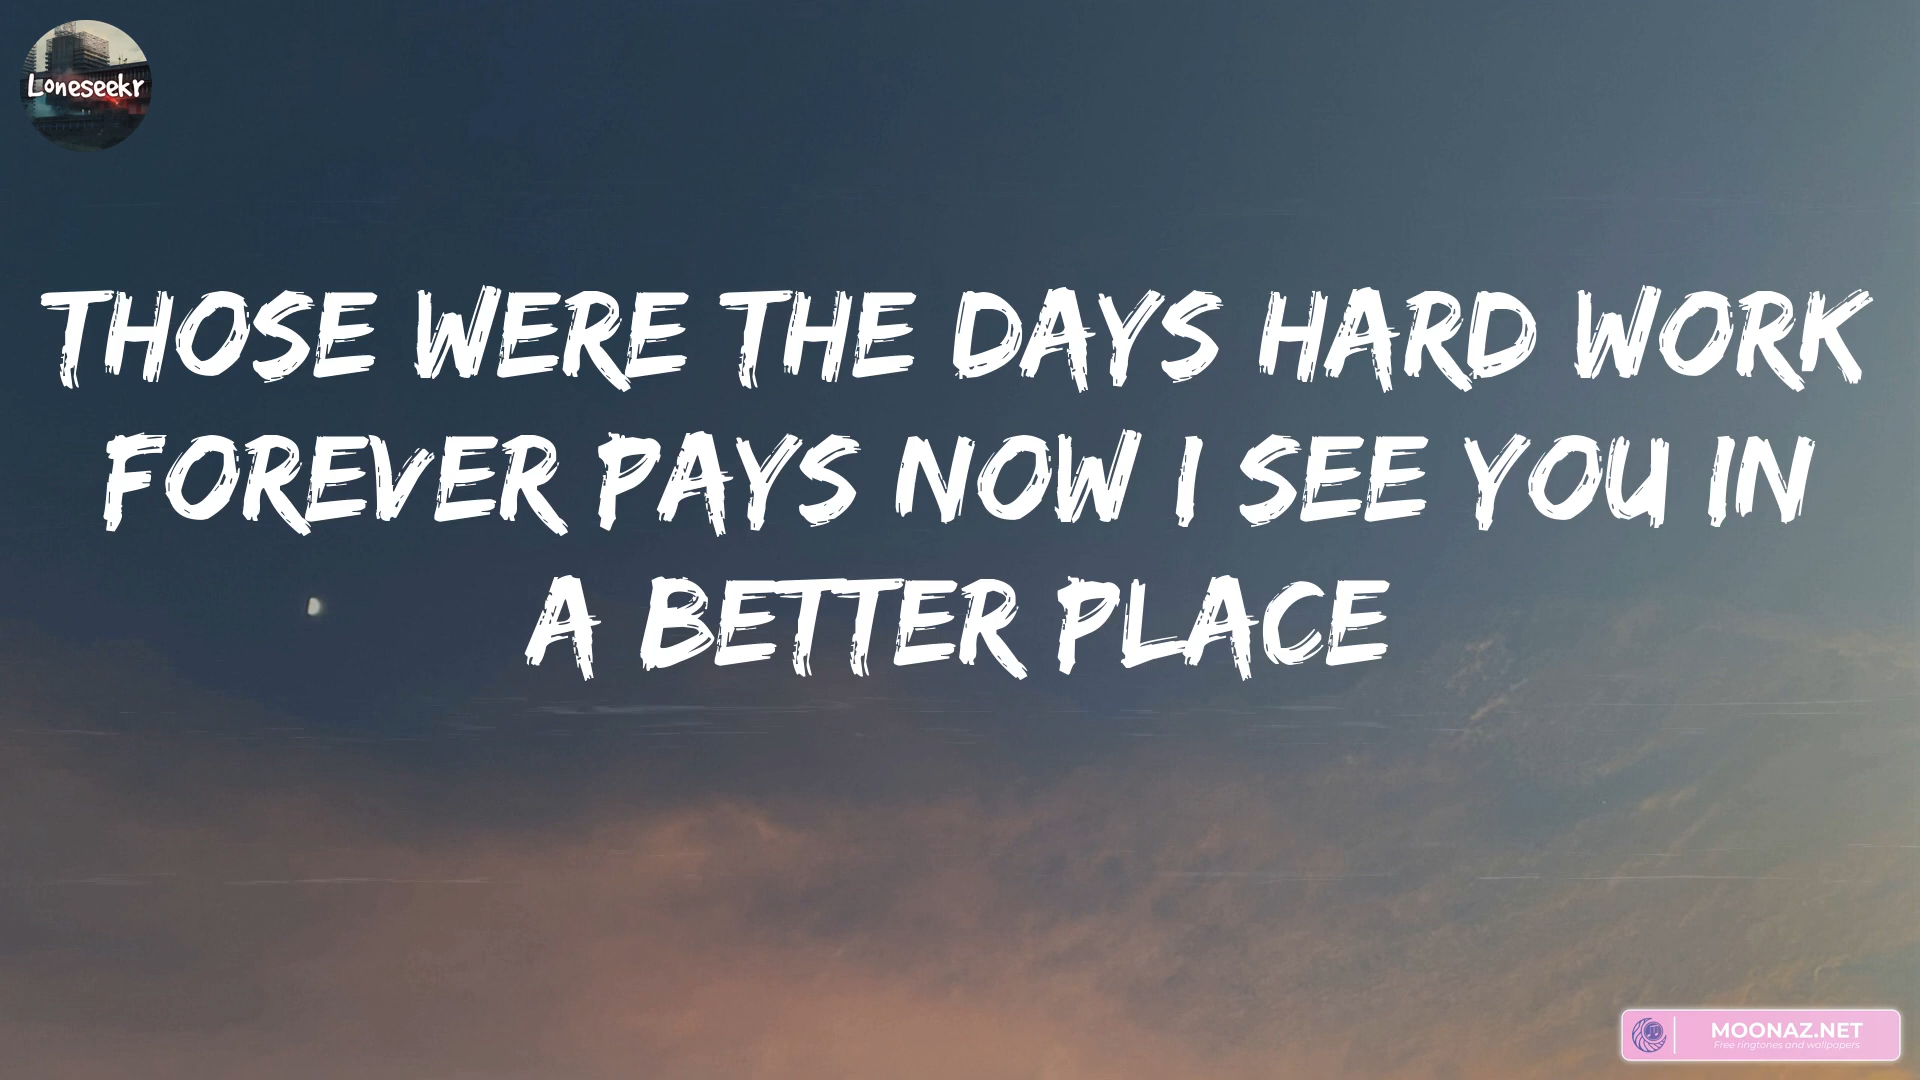 Loneseekr
THOSE WERE THE DAYS HARD WORK
FOREVER PAYS NOW I SEE YOU IN
A BETTER PLACE
MOONAZ.NET
Free ringtones and wallpapers